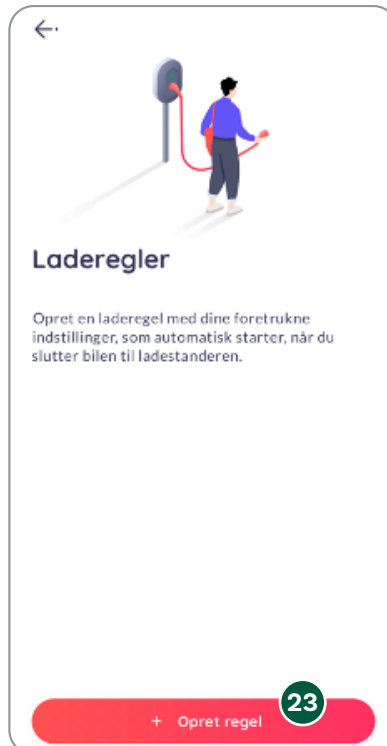 Laderegler
Opret en laderegel med dine foretrukne
indstillinger, som automatisk starter, når du
slutter bilen til ladestanderen.
23
+ Opret regel